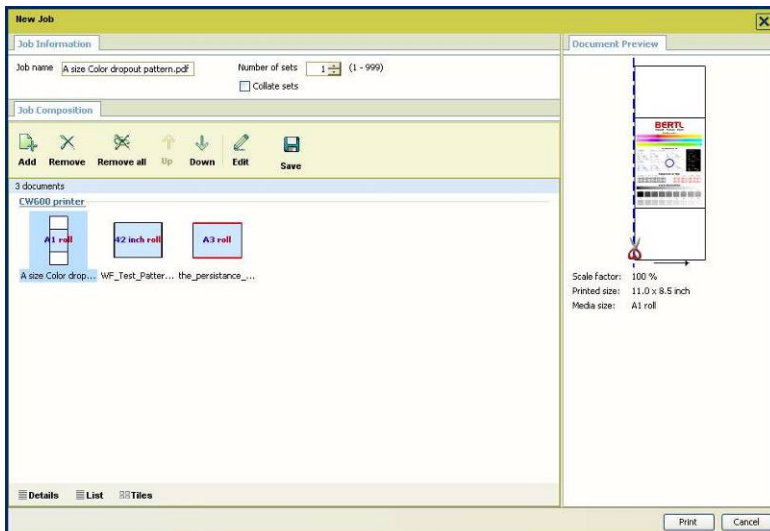 New Job
Job Information
Job name A size Color dropout pattern.pdf Number of sets 1 (1 - 999)
Collate sets
Job Composition
Add Remove Remove all Up Down Edit Save
3 documents
CW600 printer
A1 roll 42 inch roll A3 roll
A size Color drop... WF_Test_Patter... the_persistance_...
Details List Tiles
Document Preview
BERTL
Scale factor: 100 %
Printed size: 11.0 x 8.5 inch
Media size: A1 roll
Print Cancel